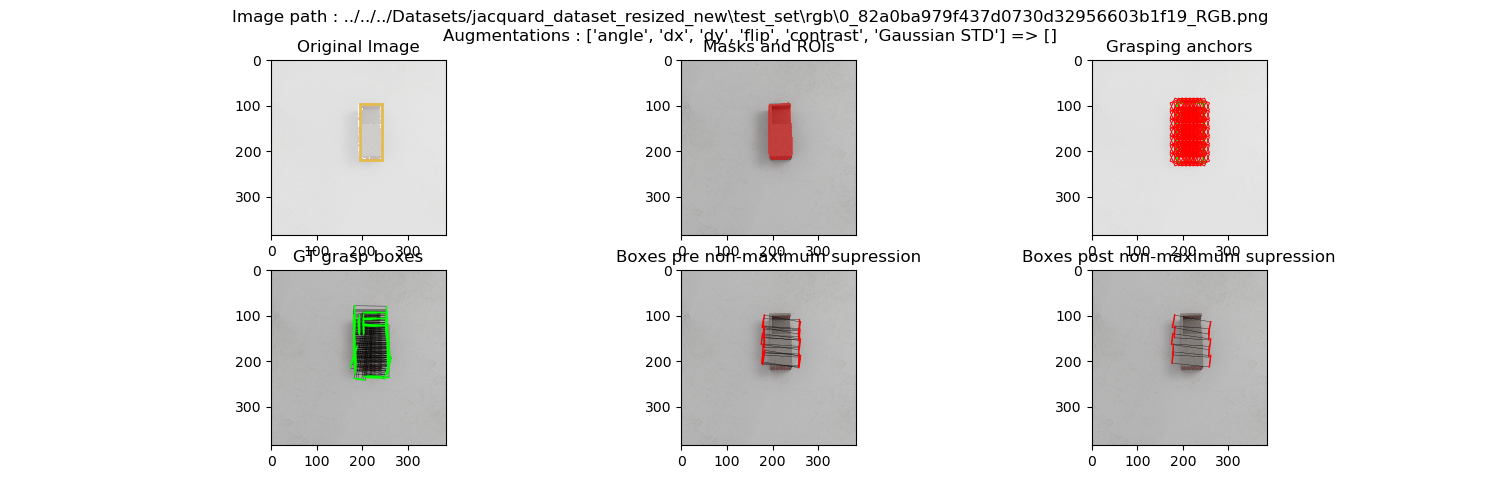 Image path : ../../../Datasets/jacquard_dataset_resized_new\test_set\rgb\0_82a0ba979f437d0730d32956603b1f19_RGB.png
Augmentations : ['angle', 'dx', 'dy', 'flip', 'contrast', 'Gaussian STD'] => []
Original Image
Masks and ROIs
Grasping anchors
0
100
200
300
0 100 200 300
0
100
200
300
0 100 200 300
0
100
200
300
0 100 200 300
GT grasp boxes
Boxes pre non-maximum supression
Boxes post non-maximum supression
0
100
200
300
0 100 200 300
0
100
200
300
0 100 200 300
0
100
200
300
0 100 200 300